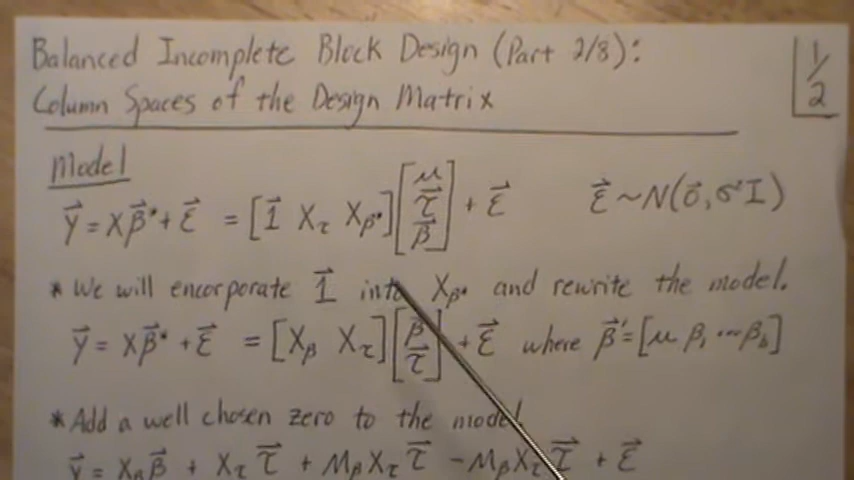 Balanced Incomplete Block Design (Part 2/8):
Column Spaces of the Design Matrix
1/2
Model
Y⃗ = Xβ⃗* + ε⃗ = [1⃗ X_τ X_β*][μ τ⃗ β⃗] + ε⃗   ε⃗ ~ N(0⃗, σ²I)
* We will encorporate 1⃗ into X_β* and rewrite the model.
Y⃗ = Xβ⃗* + ε⃗ = [X_β X_τ][β⃗ τ⃗] + ε⃗ where β⃗' = [μ β₁ ... β_b]
* Add a well chosen zero to the model.
Y⃗ = X_β β⃗ + X_τ τ⃗ + M_β X_τ τ⃗ - M_β X_τ τ⃗ + ε⃗